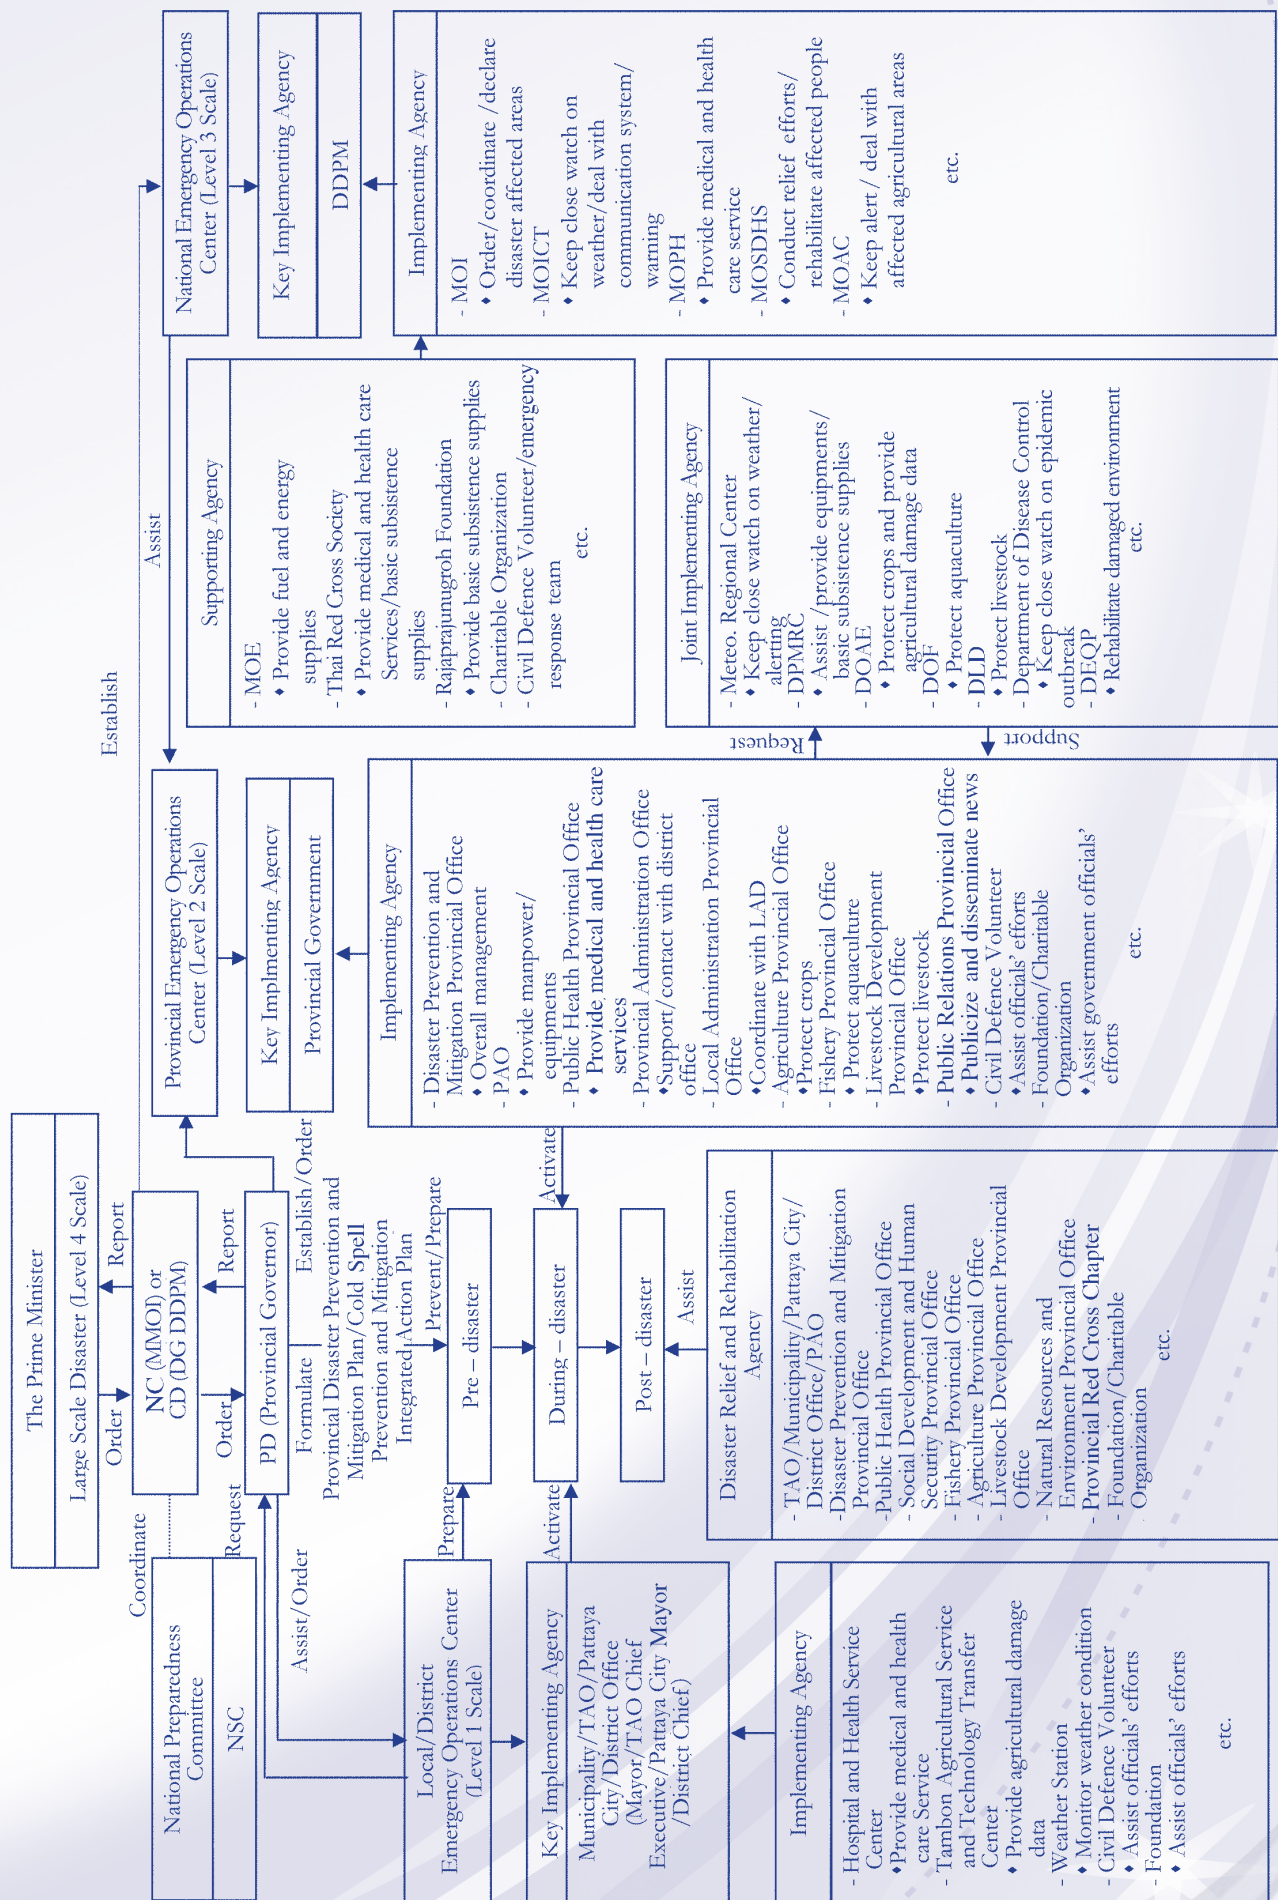 The Prime Minister
Large Scale Disaster (Level 4 Scale)
Order
Report
Coordinate
NC (MMOI) or
CD (DG DDPM)
National Preparedness
Committee
NSC
Establish
Order
Report
Request
PD (Provincial Governor)
Assist/Order
Establish/Order
Formulate
Provincial Disaster Prevention and
Mitigation Plan/Cold Spell
Prevention and Mitigation
Integrated Action Plan
Prevent/Prepare
Prepare
Pre – disaster
Activate
During – disaster
Activate
Post – disaster
Assist
Local/District
Emergency Operations Center
(Level 1 Scale)
Key Implementing Agency
Municipality/TAO/Pattaya
City/District Office
(Mayor/TAO Chief
Executive/Pattaya City Mayor
/District Chief)
Implementing Agency
- Hospital and Health Service
Center
♦Provide medical and health
care Service
- Tambon Agricultural Service
and Technology Transfer
Center
♦ Provide agricultural damage
data
- Weather Station
♦ Monitor weather condition
- Civil Defence Volunteer
♦ Assist officials' efforts
- Foundation
♦ Assist officials' efforts
etc.
Disaster Relief and Rehabilitation
Agency
- TAO/Municipality/Pattaya City/
District Office/PAO
-Disaster Prevention and Mitigation
Provincial Office
-Public Health Provincial Office
- Social Development and Human
Security Provincial Office
- Fishery Provincial Office
- Agriculture Provincial Office
- Livestock Development Provincial
Office
- Natural Resources and
Environment Provincial Office
- Provincial Red Cross Chapter
- Foundation/Charitable
Organization
etc.
Provincial Emergency Operations
Center (Level 2 Scale)
Key Implmenting Agency
Provincial Government
Implementing Agency
- Disaster Prevention and
Mitigation Provincial Office
♦ Overall management
- PAO
♦ Provide manpower/
equipments
- Public Health Provincial Office
♦ Provide medical and health care
services
- Provincial Administration Office
♦Support/contact with district
office
- Local Administration Provincial
Office
♦Coordinate with LAD
- Agriculture Provincial Office
♦Protect crops
- Fishery Provincial Office
♦ Protect aquaculture
- Livestock Development
Provincial Office
♦Protect livestock
- Public Relations Provincial Office
♦ Publicize and disseminate news
- Civil Defence Volunteer
♦Assist officials' efforts
- Foundation/Charitable
Organization
♦Assist government officials'
efforts
etc.
Request
Support
Assist
Supporting Agency
- MOE
♦ Provide fuel and energy
supplies
- Thai Red Cross Society
♦ Provide medical and health care
Services/basic subsistence
supplies
- Rajaprajunugroh Foundation
♦ Provide basic subsistence supplies
- Charitable Organization
- Civil Defence Volunteer/emergency
response team
etc.
Joint Implementing Agency
- Meteo. Regional Center
♦ Keep close watch on weather/
alerting
- DPMRC
♦ Assist /provide equipments/
basic subsistence supplies
- DOAE
♦ Protect crops and provide
agricultural damage data
- DOF
♦ Protect aquaculture
- DLD
♦ Protect livestock
- Department of Disease Control
♦ Keep close watch on epidemic
outbreak
- DEQP
♦ Rehabilitate damaged environment
etc.
National Emergency Operations
Center (Level 3 Scale)
Key Implementing Agency
DDPM
Implementing Agency
- MOI
♦ Order/coordinate /declare
disaster affected areas
- MOICT
♦ Keep close watch on
weather/deal with
communication system/
warning
- MOPH
♦ Provide medical and health
care service
- MOSDHS
♦ Conduct relief efforts/
rehabilitate affected people
- MOAC
♦ Keep alert/ deal with
affected agricultural areas
etc.